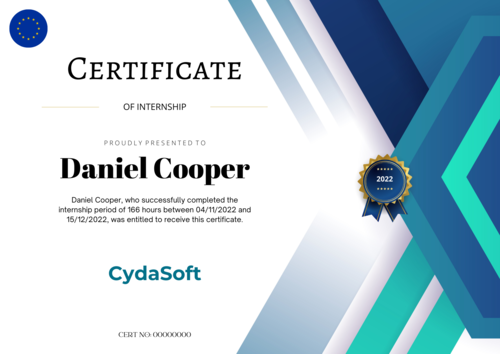 Certificate
OF INTERNSHIP
PROUDLY PRESENTED TO
Daniel Cooper
Daniel Cooper, who successfully completed the
internship period of 166 hours between 04/11/2022 and
15/12/2022, was entitled to receive this certificate.
2022
CydaSoft
CERT NO: 00000000